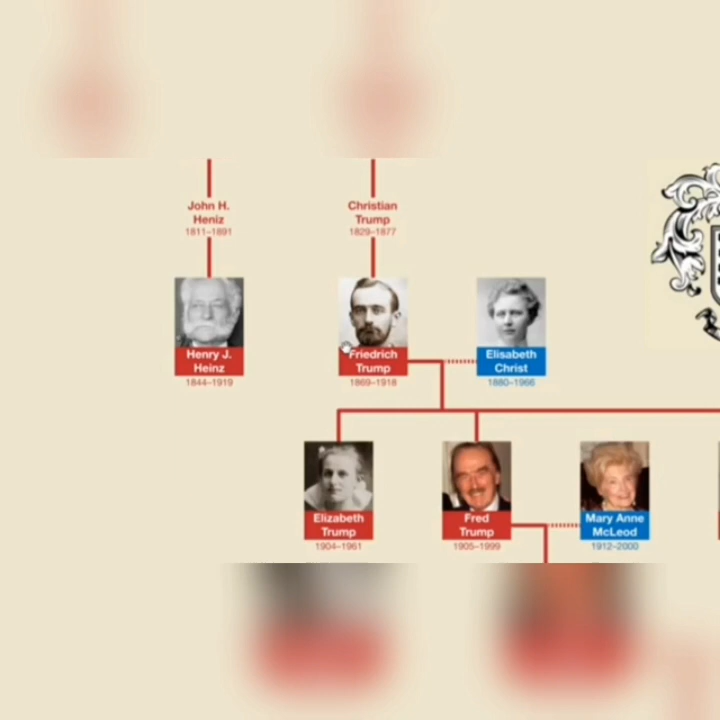 John H.
Heniz
1811–1891
Christian
Trump
1829–1877
Henry J.
Heinz
1844–1919
Friedrich
Trump
1869–1918
Elisabeth
Christ
1880–1966
Elizabeth
Trump
1904–1961
Fred
Trump
1905–1999
Mary Anne
McLeod
1912–2000